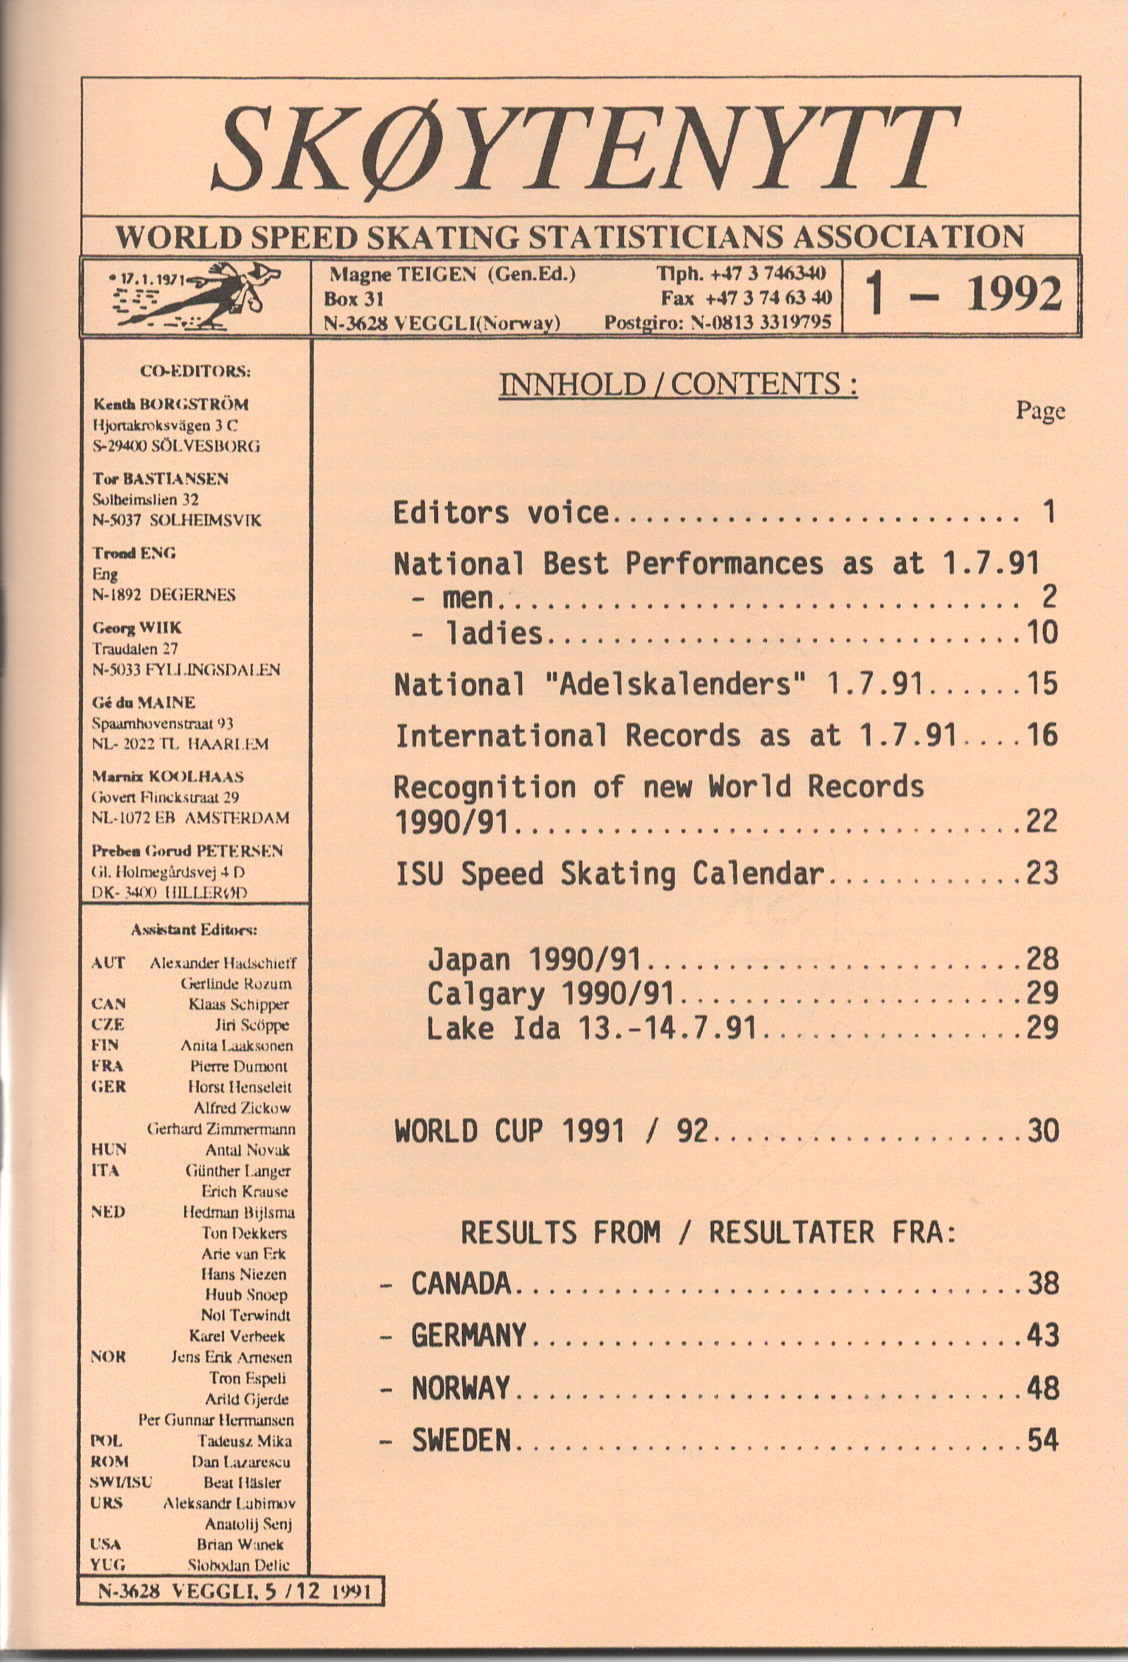 SKØYTENYTT
WORLD SPEED SKATING STATISTICIANS ASSOCIATION
* 17.1.1971
Magne TEIGEN (Gen.Ed.) Tlph. +47 3 746340
Box 31 Fax +47 3 74 63 40
N-3628 VEGGLI(Norway) Postgiro: N-0813 3319795
1 - 1992
CO-EDITORS:
Kenth BORGSTRÖM
Hjortakroksvägen 3 C
S-29400 SÖLVESBORG
Tor BASTIANSEN
Solheimslien 32
N-5037 SOLHEIMSVIK
Trond ENG
Eng
N-1892 DEGERNES
Georg WIIK
Traudalen 27
N-5033 FYLLINGSDALEN
Gé du MAINE
Spaarnhovenstraat 93
NL- 2022 TL HAARLEM
Marnix KOOLHAAS
Govert Flinckstraat 29
NL-1072 EB AMSTERDAM
Preben Gorud PETERSEN
Gl. Holmegårdsvej 4 D
DK- 3400 HILLERØD
Assistant Editors:
AUT Alexander Hadschieff
Gerlinde Rozum
CAN Klaas Schipper
CZE Jiri Scöppe
FIN Anita Laaksonen
FRA Pierre Dumont
GER Horst Henseleit
Alfred Zickow
Gerhard Zimmermann
HUN Antal Novak
ITA Günther Langer
Erich Krause
NED Hedman Bijlsma
Ton Dekkers
Arie van Erk
Hans Niezen
Huub Snoep
Nol Terwindt
Karel Verbeek
NOR Jens Erik Arnesen
Tron Espeli
Arild Gjerde
Per Gunnar Hermansen
POL Tadeusz Mika
ROM Dan Lazarescu
SWI/ISU Beat Häsler
URS Aleksandr Lubimov
Anatolij Senj
USA Brian Wanek
YUG Slobodan Delic
N-3628 VEGGLI, 5 /12 1991
INNHOLD / CONTENTS :
Page
Editors voice......................... 1
National Best Performances as at 1.7.91
- men................................ 2
- ladies.............................10
National "Adelskalenders" 1.7.91......15
International Records as at 1.7.91....16
Recognition of new World Records
1990/91...............................22
ISU Speed Skating Calendar............23
Japan 1990/91.......................28
Calgary 1990/91.....................29
Lake Ida 13.-14.7.91................29
WORLD CUP 1991 / 92...................30
RESULTS FROM / RESULTATER FRA:
- CANADA...............................38
- GERMANY..............................43
- NORWAY...............................48
- SWEDEN...............................54